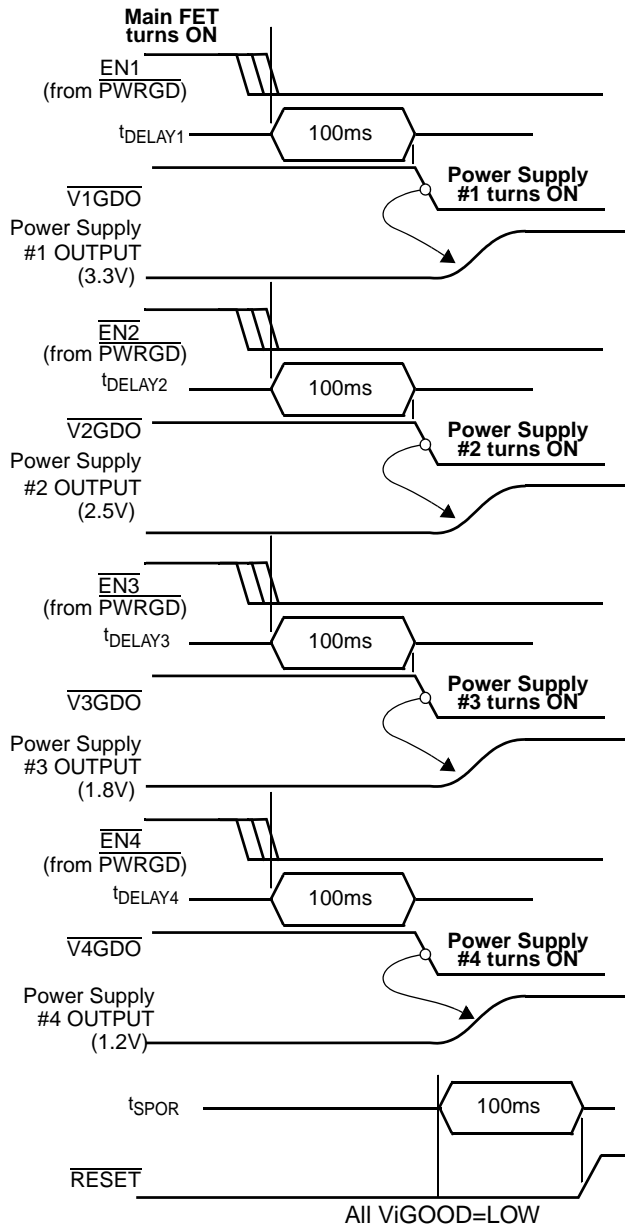 Main FET
turns ON
EN1
(from PWRGD)
tDELAY1
100ms
V1GDO
Power Supply
#1 turns ON
Power Supply
#1 OUTPUT
(3.3V)
EN2
(from PWRGD)
tDELAY2
100ms
V2GDO
Power Supply
#2 turns ON
Power Supply
#2 OUTPUT
(2.5V)
EN3
(from PWRGD)
tDELAY3
100ms
V3GDO
Power Supply
#3 turns ON
Power Supply
#3 OUTPUT
(1.8V)
EN4
(from PWRGD)
tDELAY4
100ms
V4GDO
Power Supply
#4 turns ON
Power Supply
#4 OUTPUT
(1.2V)
tSPOR
100ms
RESET
All ViGOOD=LOW